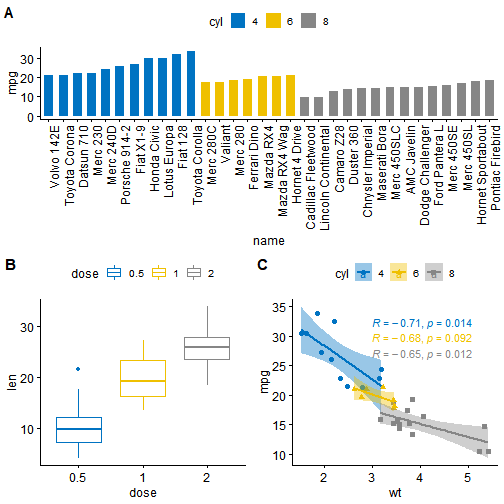 A
cyl 4 6 8
mpg
30
20
10
0
Volvo 142E
Toyota Corona
Datsun 710
Merc 230
Merc 240D
Porsche 914-2
Fiat X1-9
Honda Civic
Lotus Europa
Fiat 128
Toyota Corolla
Merc 280C
Valiant
Merc 280
Ferrari Dino
Mazda RX4
Mazda RX4 Wag
Hornet 4 Drive
Cadillac Fleetwood
Lincoln Continental
Camaro Z28
Duster 360
Chrysler Imperial
Maserati Bora
Merc 450SLC
AMC Javelin
Dodge Challenger
Ford Pantera L
Merc 450SE
Merc 450SL
Hornet Sportabout
Pontiac Firebird
name
B
dose 0.5 1 2
len
30
20
10
0.5 1 2
dose
C
cyl 4 6 8
mpg
35
30
25
20
15
10
R = −0.71, p = 0.014
R = −0.68, p = 0.092
R = −0.65, p = 0.012
2 3 4 5
wt